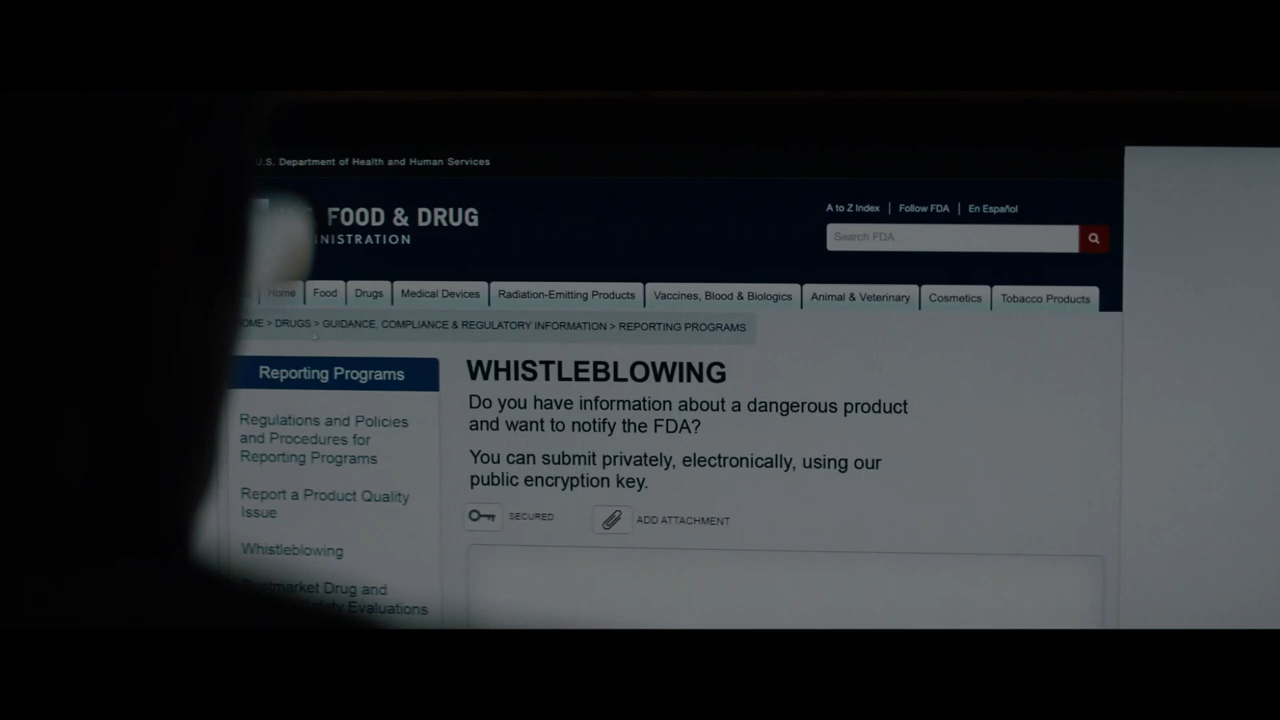 U.S. Department of Health and Human Services
FOOD & DRUG
A to Z Index | Follow FDA | En Español
Search FDA
Home Food Drugs Medical Devices Radiation-Emitting Products Vaccines, Blood & Biologics Animal & Veterinary Cosmetics Tobacco Products
> DRUGS > GUIDANCE, COMPLIANCE & REGULATORY INFORMATION > REPORTING PROGRAMS
Reporting Programs
Regulations and Policies
and Procedures for
Reporting Programs
Report a Product Quality
Issue
Whistleblowing
Drug and
Evaluations
WHISTLEBLOWING
Do you have information about a dangerous product
and want to notify the FDA?
You can submit privately, electronically, using our
public encryption key.
SECURED ADD ATTACHMENT